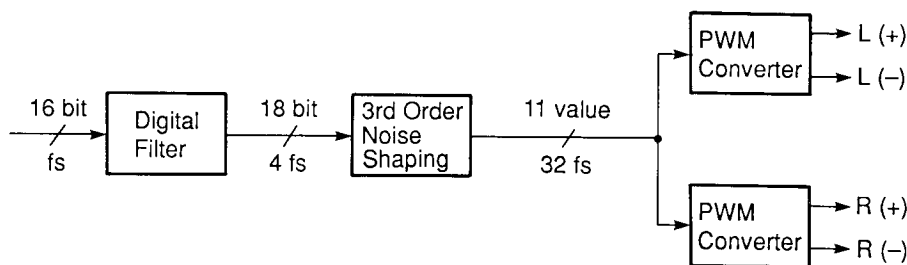 16 bit
fs
Digital
Filter
18 bit
4 fs
3rd Order
Noise
Shaping
11 value
32 fs
PWM
Converter
L (+)
L (–)
PWM
Converter
R (+)
R (–)